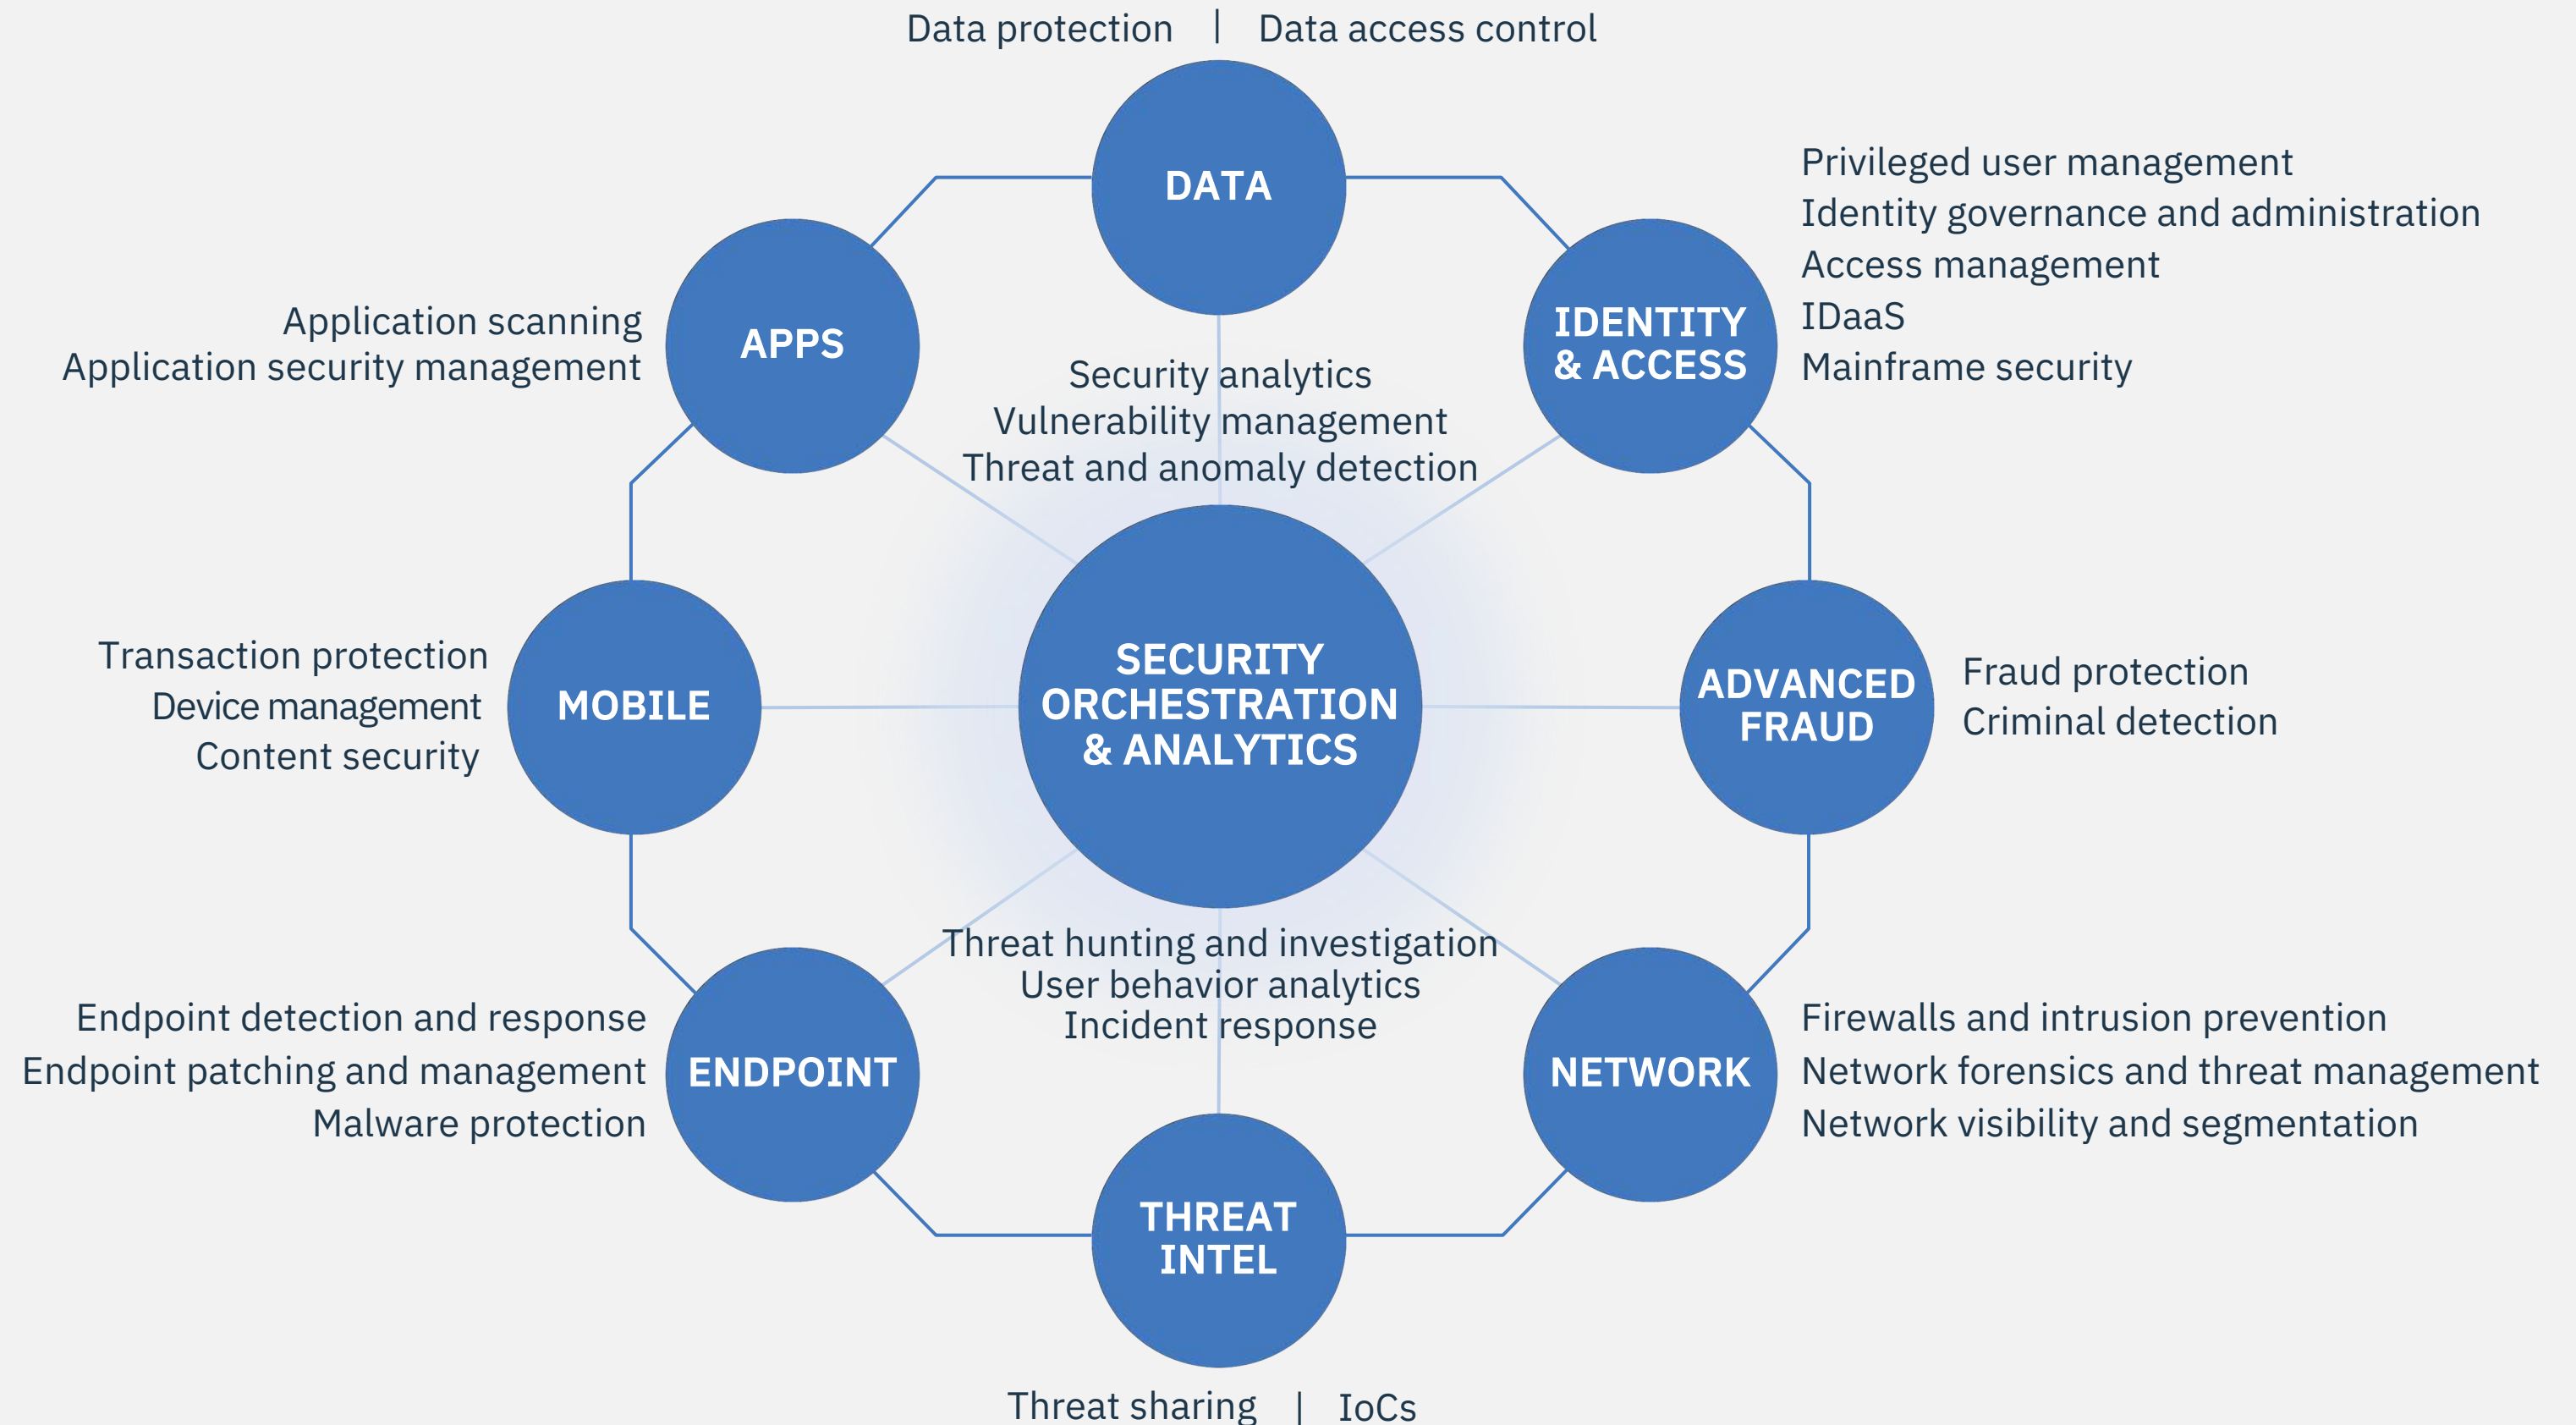 Data protection | Data access control
DATA
Privileged user management
Identity governance and administration
Access management
IDaaS
Mainframe security
IDENTITY
& ACCESS
Application scanning
Application security management
APPS
Security analytics
Vulnerability management
Threat and anomaly detection
SECURITY
ORCHESTRATION
& ANALYTICS
Transaction protection
Device management
Content security
MOBILE
ADVANCED
FRAUD
Fraud protection
Criminal detection
Threat hunting and investigation
User behavior analytics
Incident response
Endpoint detection and response
Endpoint patching and management
Malware protection
ENDPOINT
NETWORK
Firewalls and intrusion prevention
Network forensics and threat management
Network visibility and segmentation
THREAT
INTEL
Threat sharing | IoCs